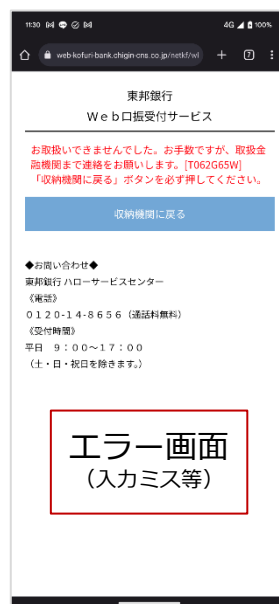 11:30
4G 100%
web-kofuri-bank.chigin-cns.co.jp/netkf/wl
7
東邦銀行
Ｗｅｂ口振受付サービス
お取扱いできませんでした。お手数ですが、取扱金
融機関まで連絡をお願いします。[T062G65W]
「収納機関に戻る」ボタンを必ず押してください。
収納機関に戻る
◆お問い合わせ◆
東邦銀行 ハローサービスセンター
《電話》
０１２０-１４-８６５６（通話料無料）
《受付時間》
平日　９：００～１７：００
（土・日・祝日を除きます。）
エラー画面
（入力ミス等）